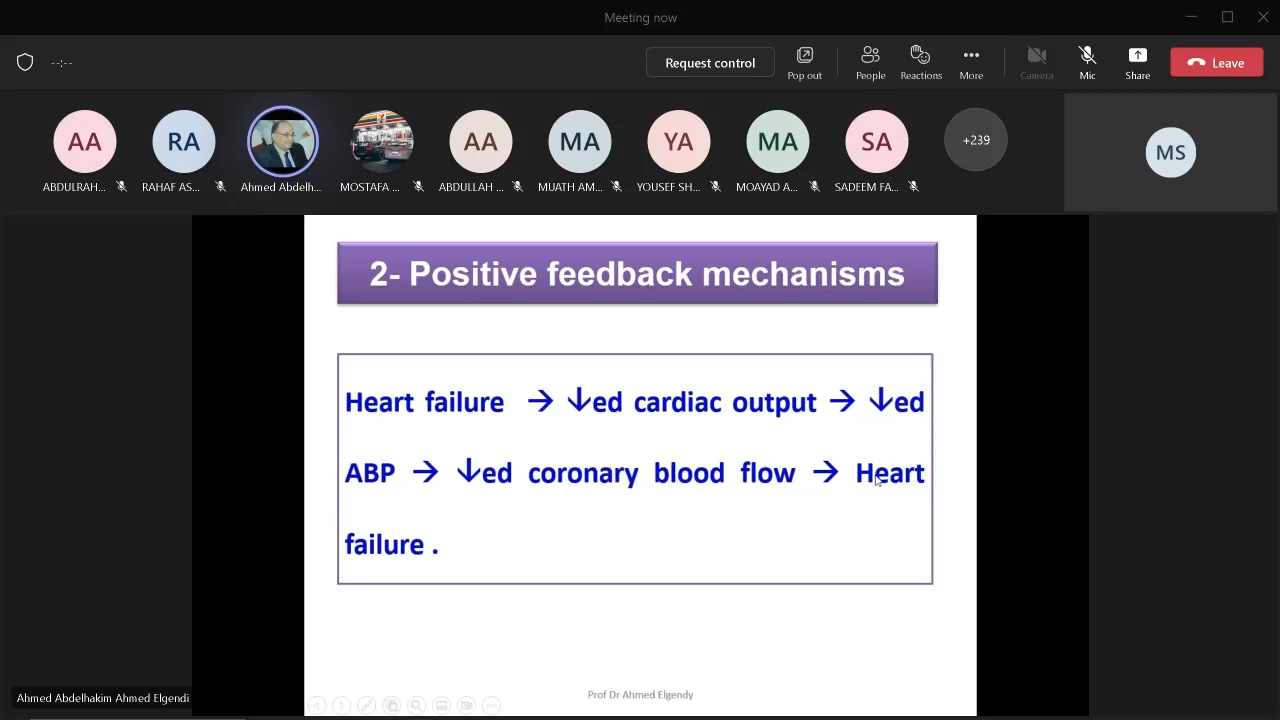 Meeting now
--:--
Request control
Pop out
People
Reactions
More
Camera
Mic
Share
Leave
AA
RA
AA
MA
YA
MA
SA
+239
MS
ABDULRAH...
RAHAF AS...
Ahmed Abdelh...
MOSTAFA ...
ABDULLAH ...
MUATH AM...
YOUSEF SH...
MOAYAD A...
SADEEM FA...
2- Positive feedback mechanisms
Heart failure → ↓ed cardiac output → ↓ed
ABP → ↓ed coronary blood flow → Heart
failure .
Prof Dr Ahmed Elgendy
Ahmed Abdelhakim Ahmed Elgendi